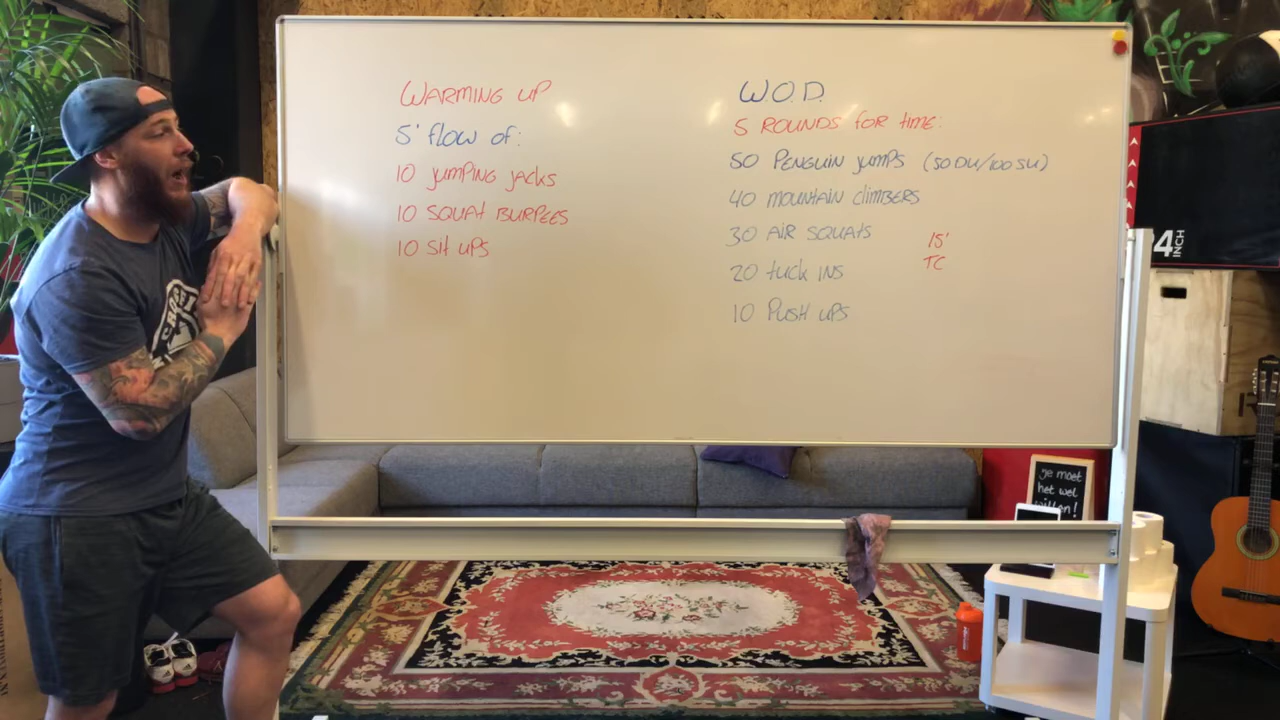 WARMING UP
5' flow of:
10 JUMPING JACKS
10 SQUAT BURPEES
10 SIT UPS
W.O.D.
5 ROUNDS for time:
50 PENGUIN JUMPS (50 DU/100 SU)
40 MOUNTAIN CLIMBERS
30 AIR SQUATS
20 tuck INS
10 PUSH UPS
15'
TC
24
INCH
je moet
het wel
willen!